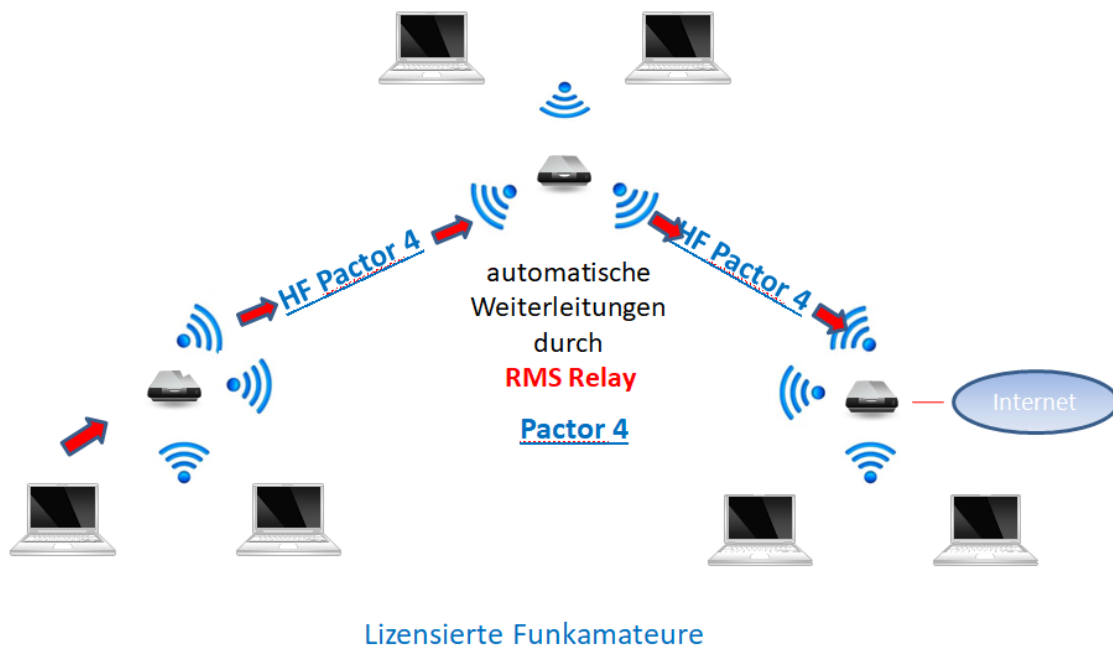 HF Pactor 4
HF Pactor 4
automatische
Weiterleitungen
durch
RMS Relay
Pactor 4
Internet
Lizensierte Funkamateure